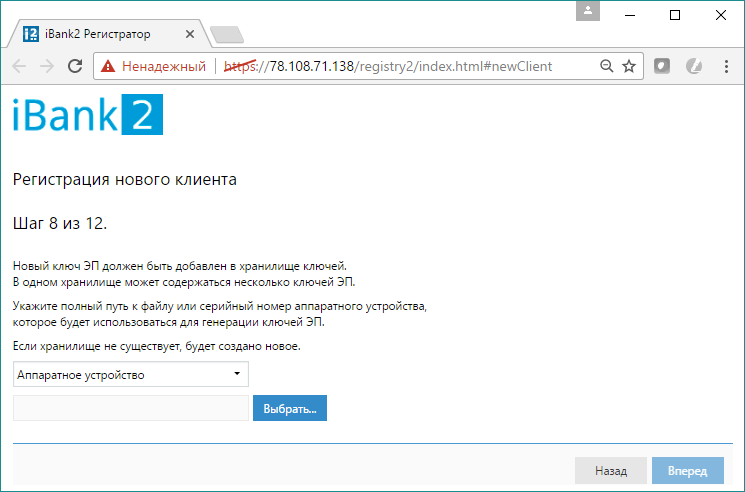 iBank2 Регистратор
Ненадежный https://78.108.71.138/registry2/index.html#newClient
iBank 2
Регистрация нового клиента
Шаг 8 из 12.
Новый ключ ЭП должен быть добавлен в хранилище ключей.
В одном хранилище может содержаться несколько ключей ЭП.
Укажите полный путь к файлу или серийный номер аппаратного устройства,
которое будет использоваться для генерации ключей ЭП.
Если хранилище не существует, будет создано новое.
Аппаратное устройство
Выбрать...
Назад Вперед